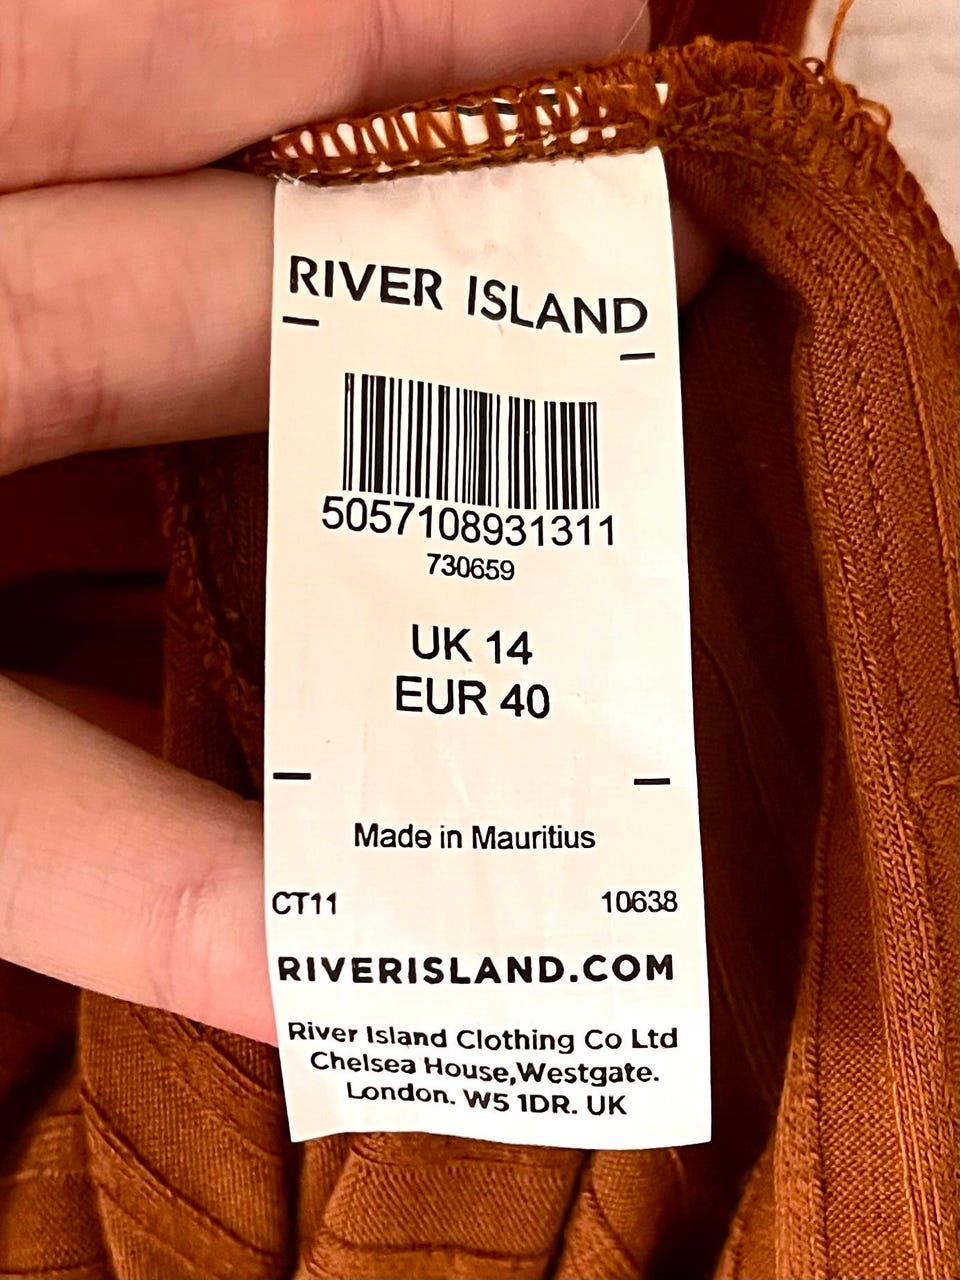 RIVER ISLAND
5057108931311
730659
UK 14
EUR 40
Made in Mauritius
CT11 10638
RIVERISLAND.COM
River Island Clothing Co Ltd
Chelsea House,Westgate.
London. W5 1DR. UK